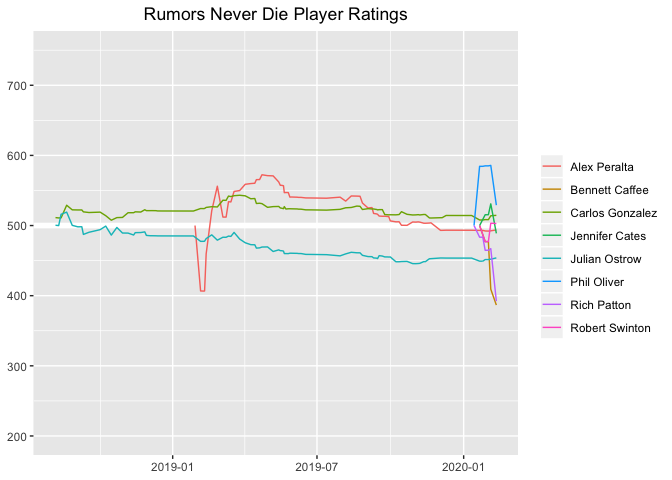 Rumors Never Die Player Ratings
700
600
500
400
300
200
2019-01
2019-07
2020-01
Alex Peralta
Bennett Caffee
Carlos Gonzalez
Jennifer Cates
Julian Ostrow
Phil Oliver
Rich Patton
Robert Swinton